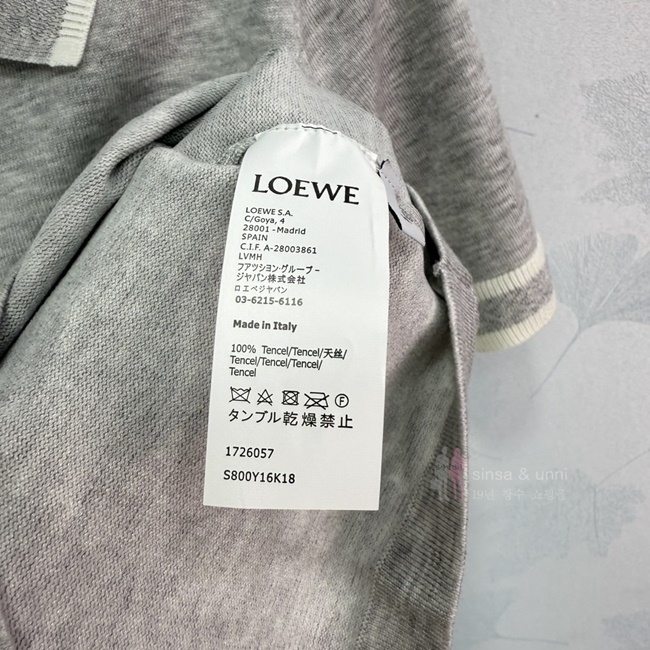 LOEWE
LOEWE S.A.
C/Goya, 4
28001 -Madrid
SPAIN
C.I.F. A-28003861
LVMH
フアツション･グループ-
ジャパン株式会社
ロエベジャパン
03-6215-6116
Made in Italy
100% Tencel/Tencel/天丝/
Tencel/Tencel/Tencel/
Tencel
F
タンブル乾燥禁止
1726057
S800Y16K18
sinsa & unni